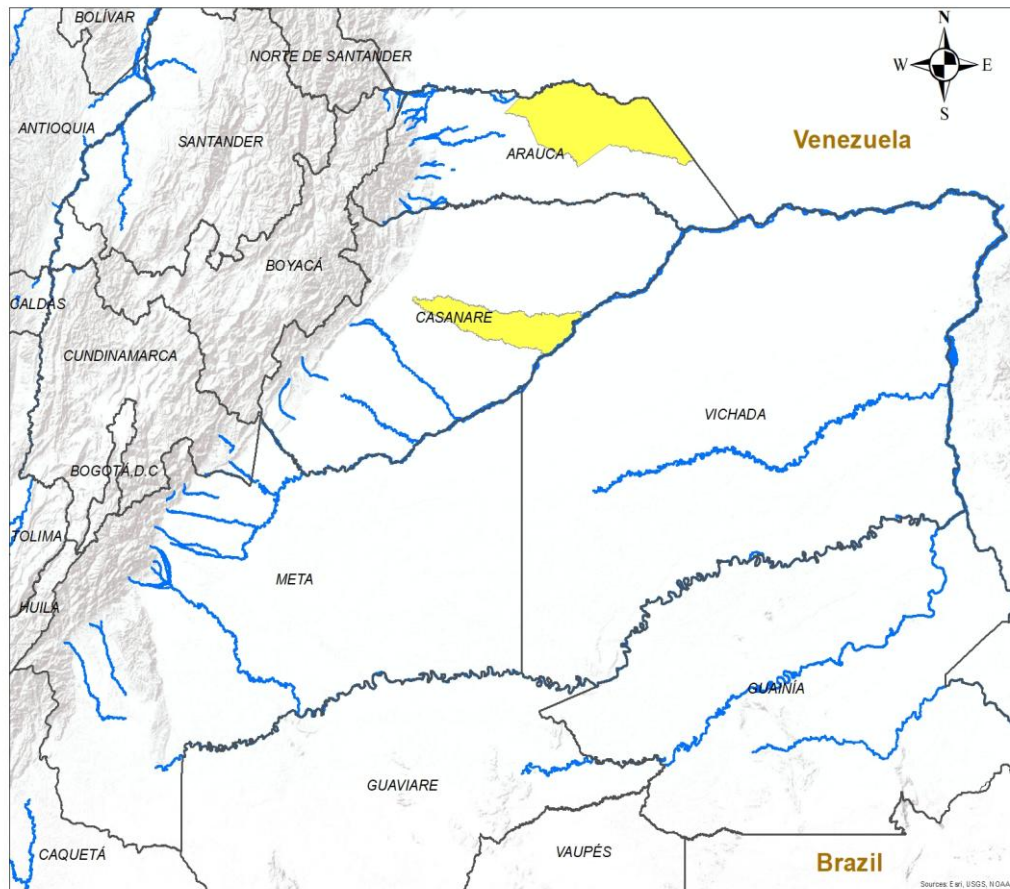 BOLÍVAR
NORTE DE SANTANDER
N
W
E
S
ANTIOQUIA
SANTANDER
ARAUCA
Venezuela
BOYACÁ
CALDAS
CASANARE
CUNDINAMARCA
VICHADA
BOGOTÁ D.C
TOLIMA
META
HUILA
GUAINÍA
GUAVIARE
CAQUETÁ
VAUPÉS
Brazil
Sources: Esri, USGS, NOAA